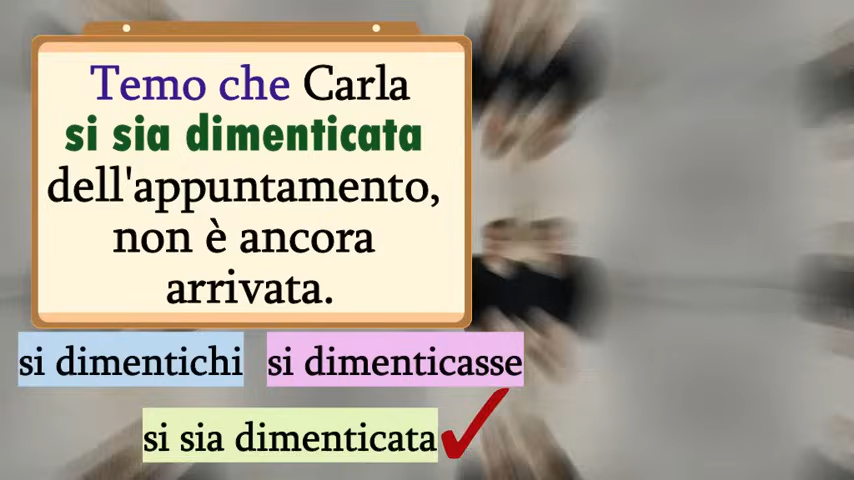 Temo che Carla
si sia dimenticata
dell'appuntamento,
non è ancora
arrivata.
si dimentichi
si dimenticasse
si sia dimenticata